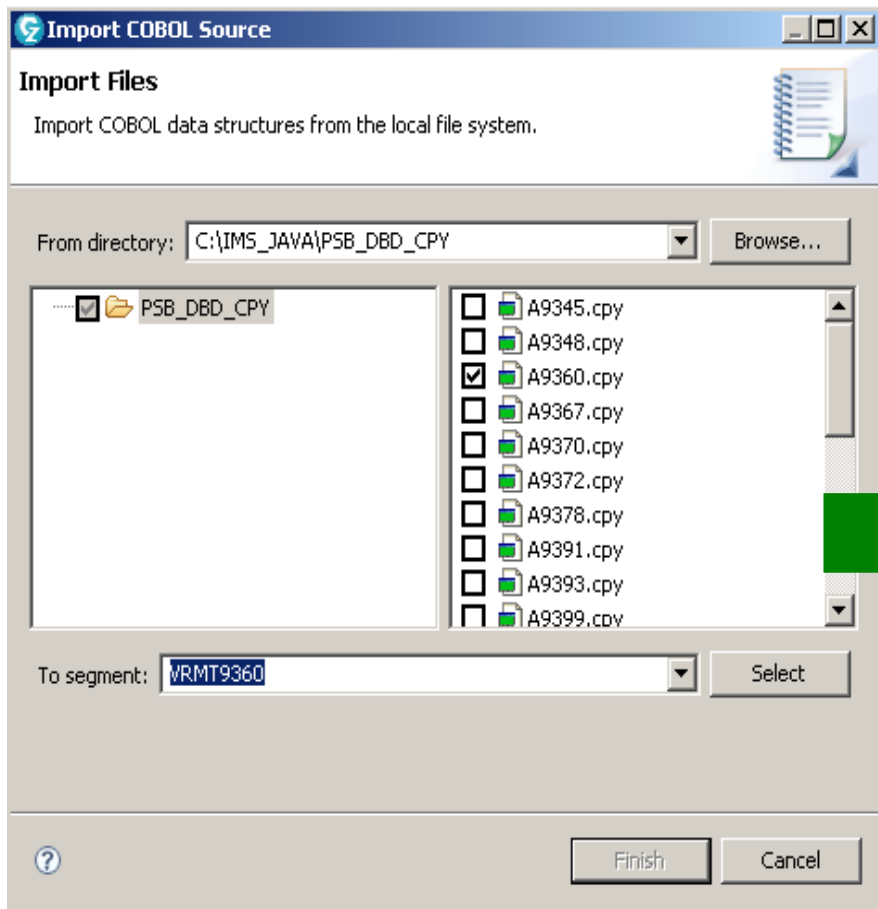 Import COBOL Source
Import Files
Import COBOL data structures from the local file system.
From directory: C:\IMS_JAVA\PSB_DBD_CPY Browse...
PSB_DBD_CPY
A9345.cpy
A9348.cpy
A9360.cpy
A9367.cpy
A9370.cpy
A9372.cpy
A9378.cpy
A9391.cpy
A9393.cpy
A9399.cpy
To segment: VRMT9360 Select
Finish Cancel